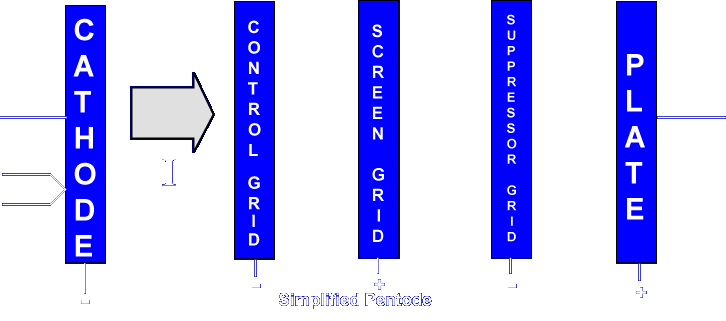 CATHODE
I
CONTROL GRID
SCREEN GRID
SUPPRESSOR GRID
PLATE
-
-
+
-
+
Simplified Pentode